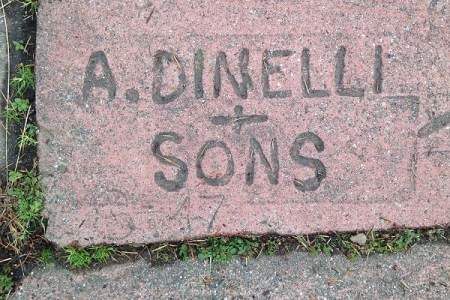 A. DINELLI
+
SONS